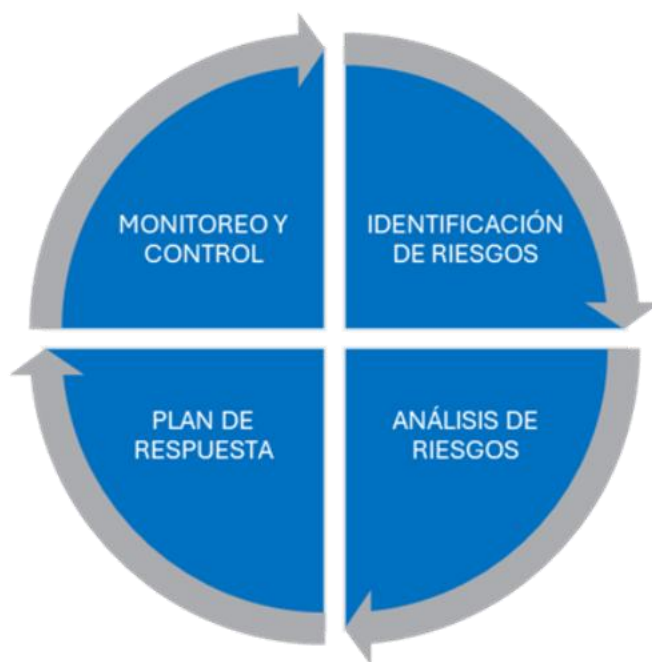 MONITOREO Y
CONTROL
IDENTIFICACIÓN
DE RIESGOS
PLAN DE
RESPUESTA
ANÁLISIS DE
RIESGOS